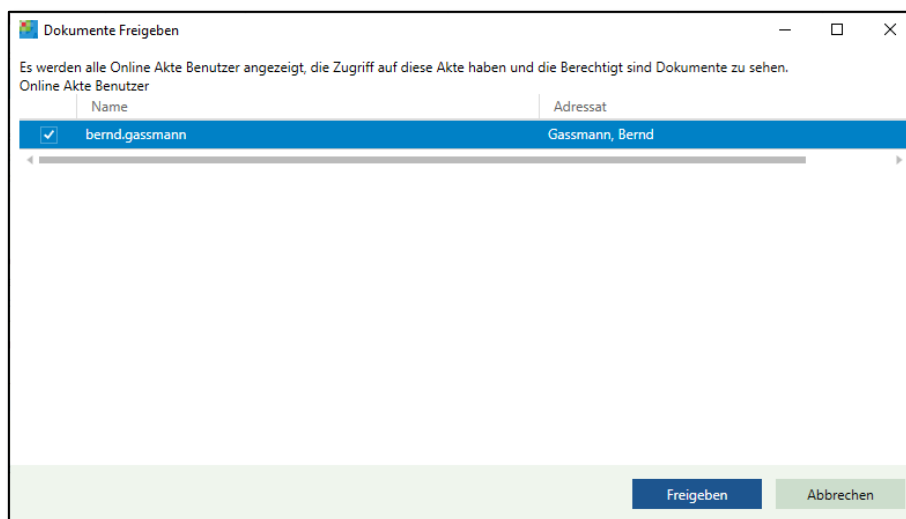 Dokumente Freigeben
Es werden alle Online Akte Benutzer angezeigt, die Zugriff auf diese Akte haben und die Berechtigt sind Dokumente zu sehen.
Online Akte Benutzer
Name Adressat
bernd.gassmann Gassmann, Bernd
Freigeben Abbrechen